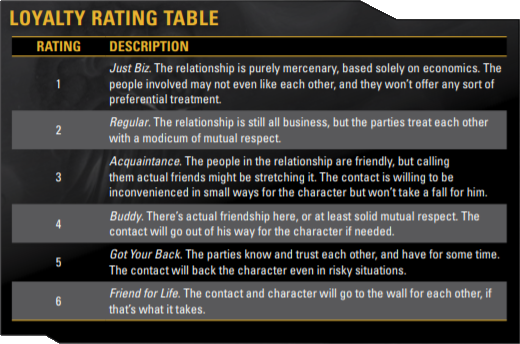 LOYALTY RATING TABLE
RATING DESCRIPTION
1 Just Biz. The relationship is purely mercenary, based solely on economics. The
people involved may not even like each other, and they won't offer any sort of
preferential treatment.
2 Regular. The relationship is still all business, but the parties treat each other
with a modicum of mutual respect.
3 Acquaintance. The people in the relationship are friendly, but calling
them actual friends might be stretching it. The contact is willing to be
inconvenienced in small ways for the character but won't take a fall for him.
4 Buddy. There's actual friendship here, or at least solid mutual respect. The
contact will go out of his way for the character if needed.
5 Got Your Back. The parties know and trust each other, and have for some time.
The contact will back the character even in risky situations.
6 Friend for Life. The contact and character will go to the wall for each other, if
that's what it takes.